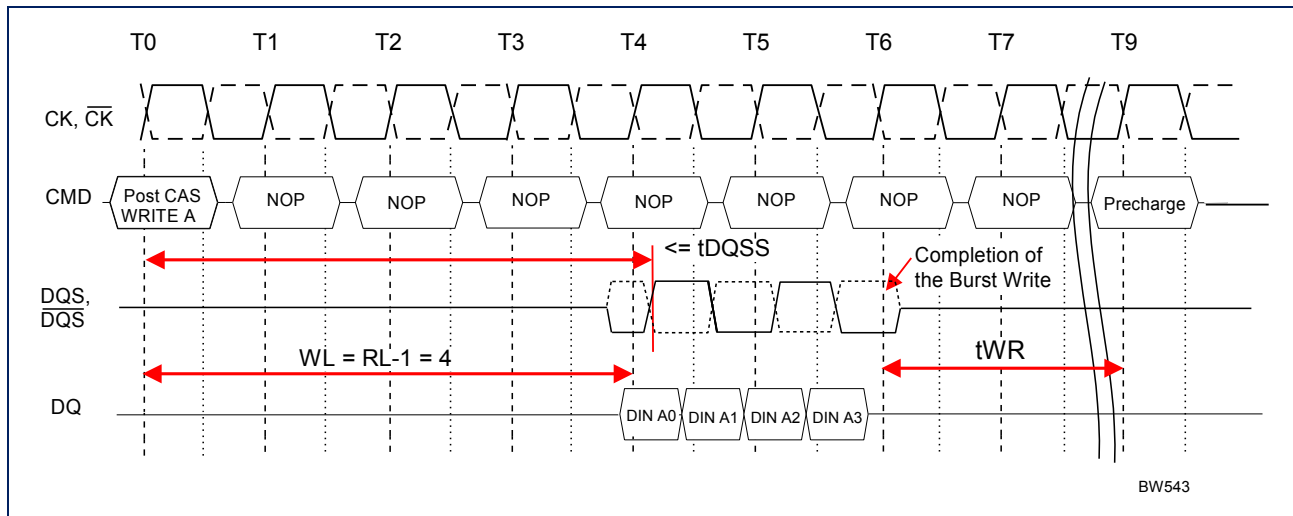 T0 T1 T2 T3 T4 T5 T6 T7 T9
CK, C̅K̅
CMD
Post CAS
WRITE A
NOP NOP NOP NOP NOP NOP NOP Precharge
<= tDQSS
Completion of
the Burst Write
DQS,
D̅Q̅S̅
WL = RL-1 = 4
tWR
DQ
DIN A0 DIN A1 DIN A2 DIN A3
BW543